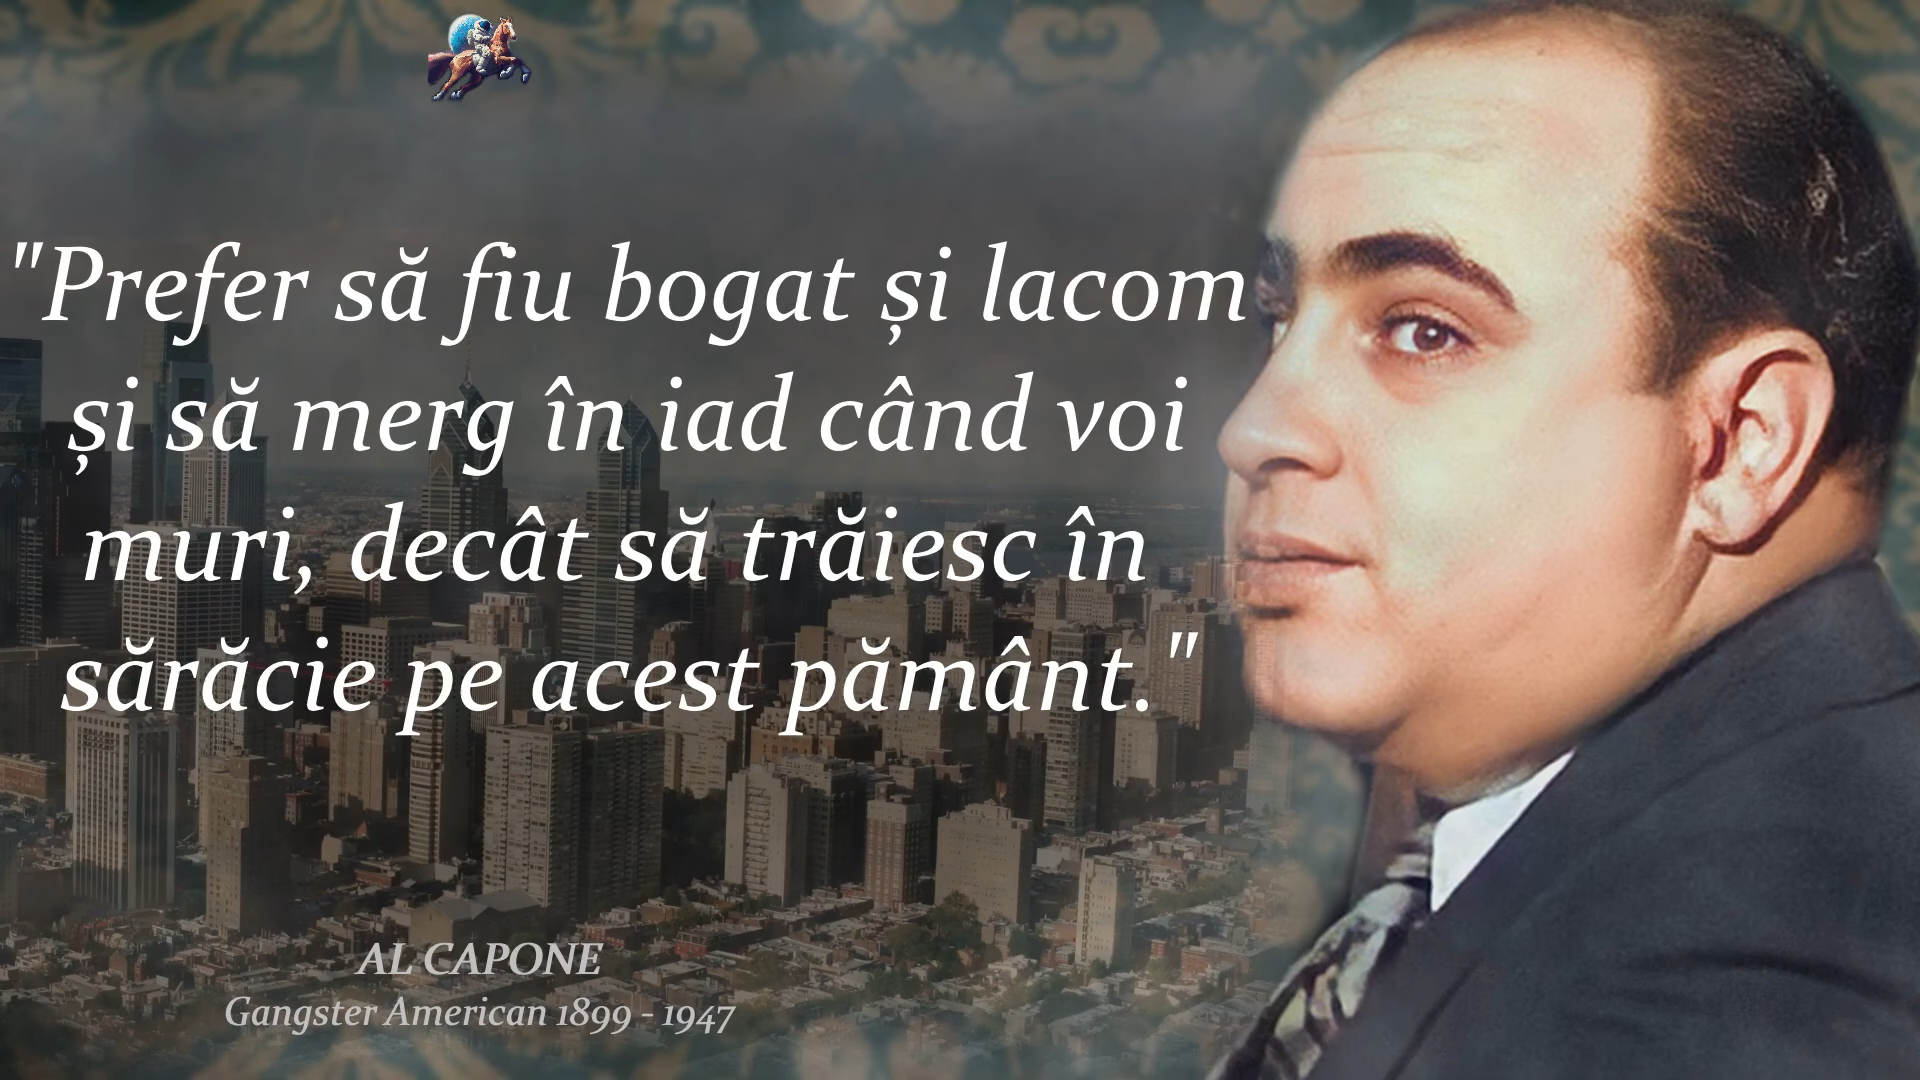 "Prefer să fiu bogat și lacom
și să merg în iad când voi
muri, decât să trăiesc în
sărăcie pe acest pământ."
AL CAPONE
Gangster American 1899 - 1947